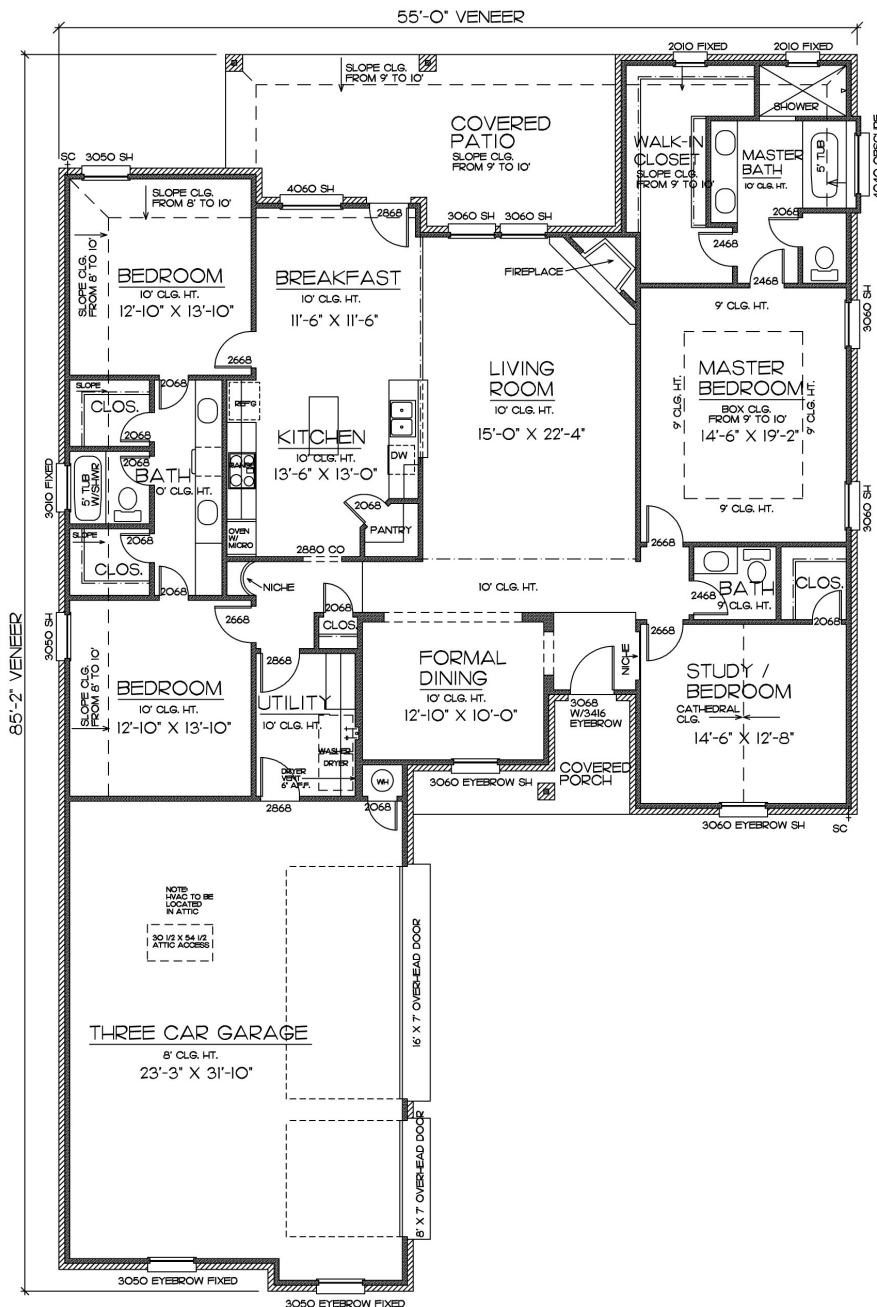 55'-0" VENEER
2010 FIXED
2010 FIXED
SLOPE CLG.
FROM 9' TO 10'
SHOWER
COVERED
PATIO
SLOPE CLG.
FROM 9' TO 10'
WALK-IN
CLOSET
SLOPE CLG.
FROM 9' TO 10'
MASTER
BATH
10' CLG. HT.
5' TUB
4040 OBSCURE
SC
3050 SH
SLOPE CLG.
FROM 8' TO 10'
4060 SH
2868
3060 SH
3060 SH
2068
2468
2468
FIREPLACE
SLOPE CLG.
FROM 8' TO 10'
BEDROOM
10' CLG. HT.
12'-10" X 13'-10"
BREAKFAST
10' CLG. HT.
11'-6" X 11'-6"
9' CLG. HT.
3060 SH
2668
2068
LIVING
ROOM
10' CLG. HT.
15'-0" X 22'-4"
MASTER
BEDROOM
BOX CLG.
FROM 9' TO 10'
14'-6" X 19'-2"
9' CLG. HT.
9' CLG. HT.
9' CLG. HT.
3060 SH
SLOPE
CLOS.
2068
REF'G
KITCHEN
10' CLG. HT.
13'-6" X 13'-0"
RANGE
DW
3010 FIXED
5' TUB
W/SHWR
2068
BATH
10' CLG. HT.
OVEN
W/
MICRO
2068
PANTRY
SLOPE
2068
CLOS.
2880 CO
2668
NICHE
10' CLG. HT.
BATH
9' CLG. HT.
2468
CLOS.
2068
2068
2668
2068
CLOS.
2668
3050 SH
85'-2" VENEER
SLOPE CLG.
FROM 8' TO 10'
BEDROOM
10' CLG. HT.
12'-10" X 13'-10"
2868
UTILITY
10' CLG. HT.
WASHER
DRYER
DRYER
VENT
6" A.F.F.
2868
FORMAL
DINING
10' CLG. HT.
12'-10" X 10'-0"
NICHE
3068
W/3416
EYEBROW
STUDY /
BEDROOM
CATHEDRAL
CLG.
14'-6" X 12'-8"
COVERED
PORCH
WH
2068
3060 EYEBROW SH
3060 EYEBROW SH
SC
NOTE:
HVAC TO BE
LOCATED
IN ATTIC
30 1/2 X 54 1/2
ATTIC ACCESS
16' X 7' OVERHEAD DOOR
THREE CAR GARAGE
8' CLG. HT.
23'-3" X 31'-10"
8' X 7' OVERHEAD DOOR
3050 EYEBROW FIXED
3050 EYEBROW FIXED